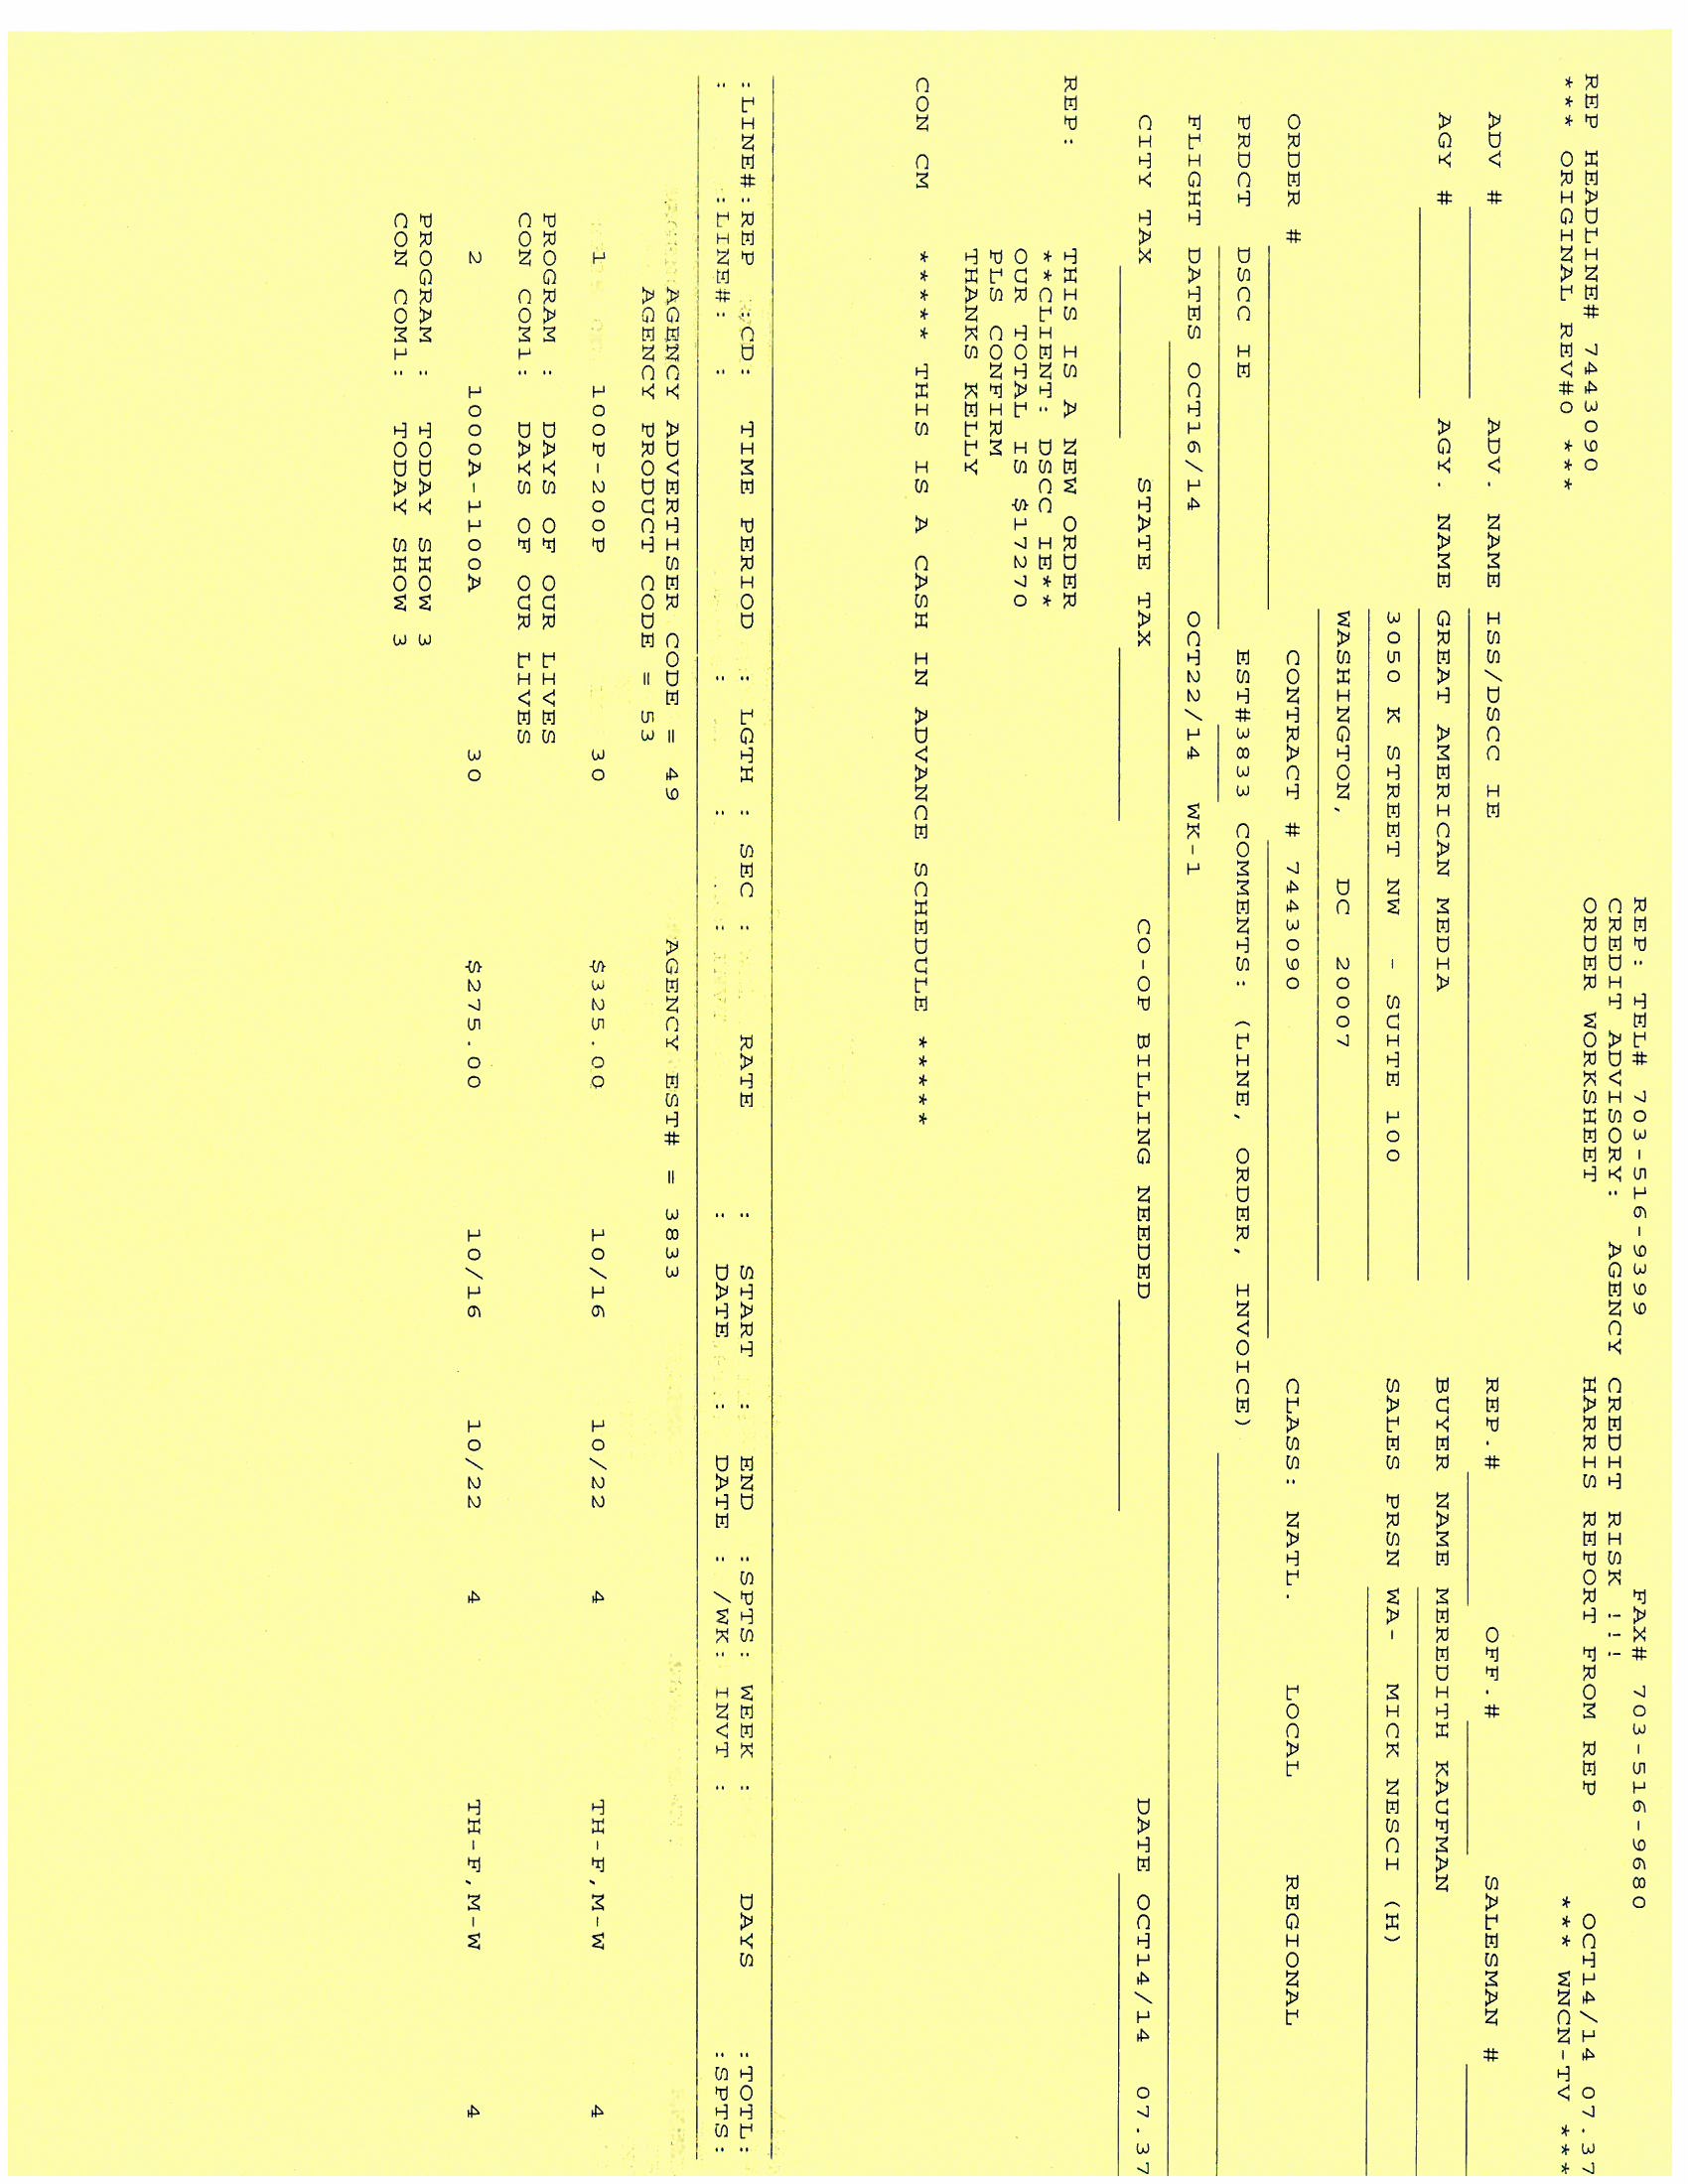 REP: TEL# 703-516-9399 FAX# 703-516-9680
CREDIT ADVISORY: AGENCY CREDIT RISK !!!
REP HEADLINE# 7443090 ORDER WORKSHEET HARRIS REPORT FROM REP OCT14/14 07.37
*** ORIGINAL REV#0 *** *** WNCN-TV ***
ADV # ADV. NAME ISS/DSCC IE REP.# OFF.# SALESMAN #
AGY # AGY. NAME GREAT AMERICAN MEDIA BUYER NAME MEREDITH KAUFMAN
3050 K STREET NW - SUITE 100 SALES PRSN WA- MICK NESCI (H)
WASHINGTON, DC 20007
ORDER # CONTRACT # 7443090 CLASS: NATL. LOCAL REGIONAL
PRDCT DSCC IE EST#3833 COMMENTS: (LINE, ORDER, INVOICE)
FLIGHT DATES OCT16/14 OCT22/14 WK-1
CITY TAX STATE TAX CO-OP BILLING NEEDED DATE OCT14/14 07.37
REP: THIS IS A NEW ORDER
**CLIENT: DSCC IE**
OUR TOTAL IS $17270
PLS CONFIRM
THANKS KELLY
CON CM ***** THIS IS A CASH IN ADVANCE SCHEDULE *****
:LINE#:REP :CD: TIME PERIOD : LGTH : SEC : RATE : START : END :SPTS: WEEK : DAYS :TOTL:
: :LINE#: : : : : : DATE : DATE : /WK: INVT : :SPTS:
AGENCY ADVERTISER CODE = 49 AGENCY EST# = 3833
AGENCY PRODUCT CODE = 53
1 100P-200P 30 $325.00 10/16 10/22 4 TH-F,M-W 4
PROGRAM : DAYS OF OUR LIVES
CON COM1: DAYS OF OUR LIVES
2 1000A-1100A 30 $275.00 10/16 10/22 4 TH-F,M-W 4
PROGRAM : TODAY SHOW 3
CON COM1: TODAY SHOW 3